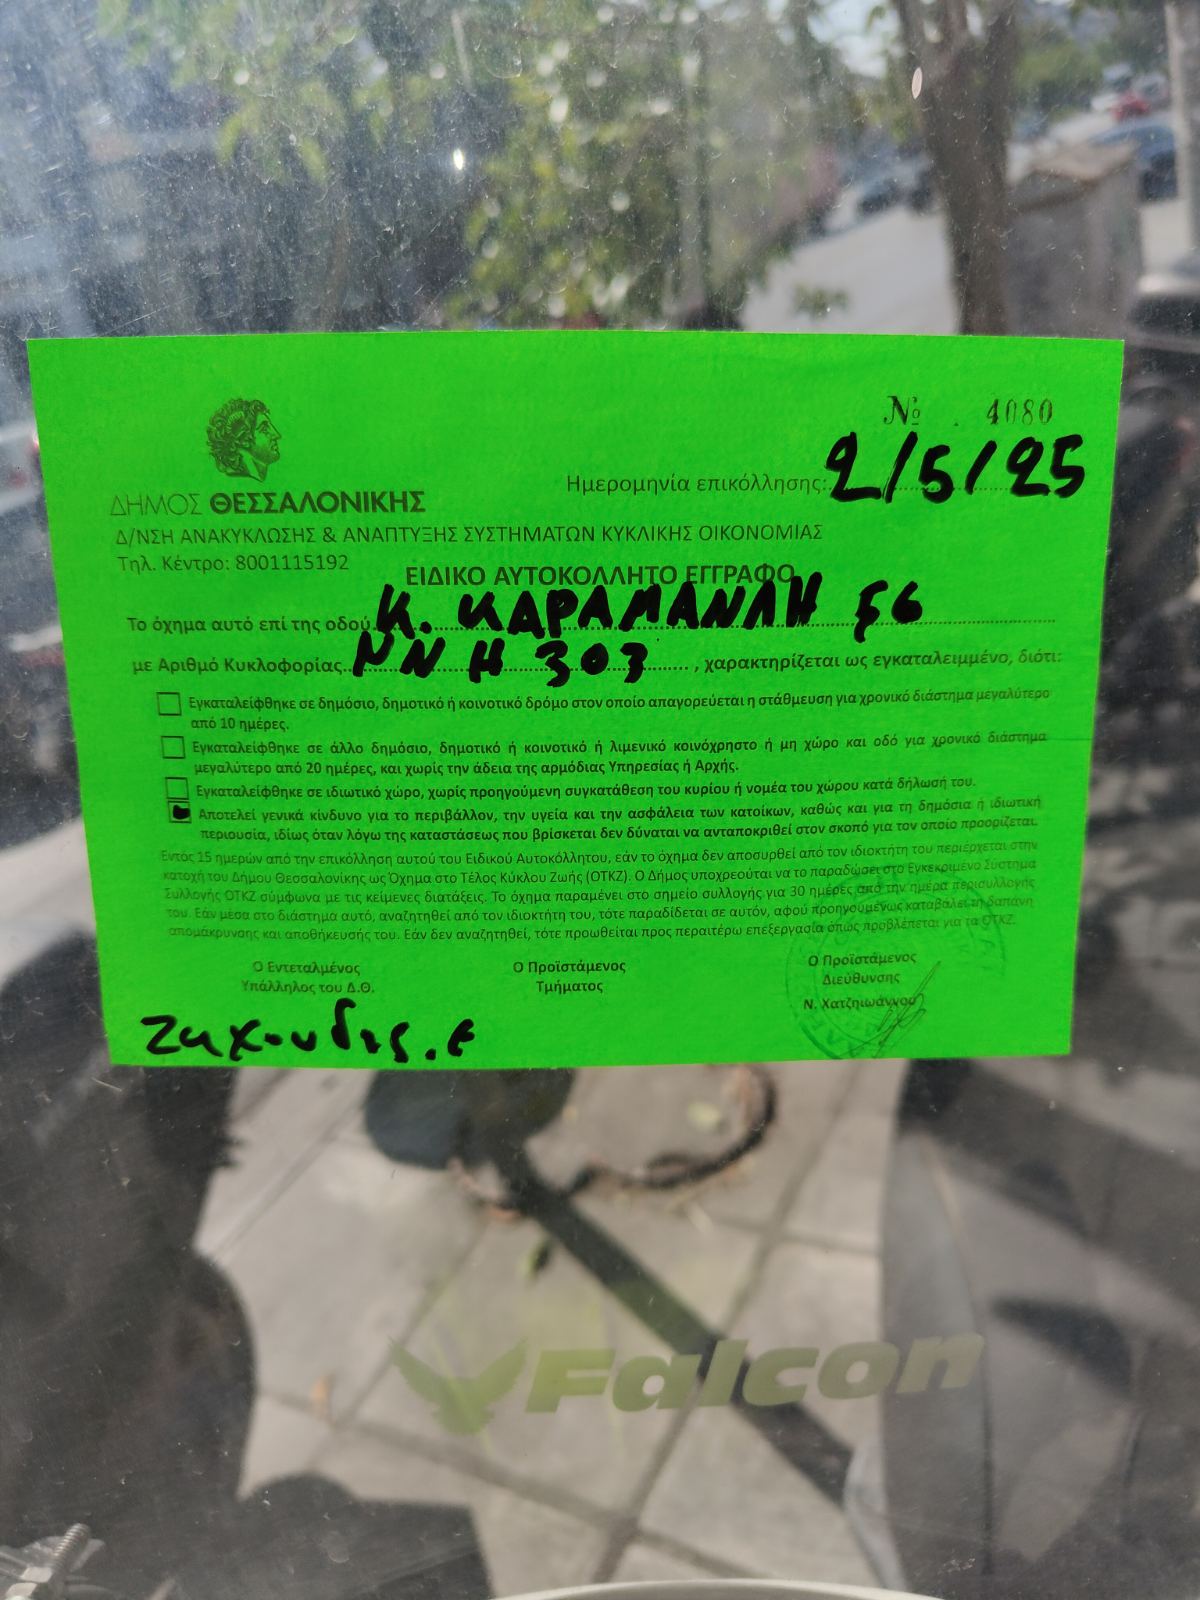 № 4080
Ημερομηνία επικόλλησης: 2/5/25
ΔΗΜΟΣ ΘΕΣΣΑΛΟΝΙΚΗΣ
Δ/ΝΣΗ ΑΝΑΚΥΚΛΩΣΗΣ & ΑΝΑΠΤΥΞΗΣ ΣΥΣΤΗΜΑΤΩΝ ΚΥΚΛΙΚΗΣ ΟΙΚΟΝΟΜΙΑΣ
Τηλ. Κέντρο: 8001115192
ΕΙΔΙΚΟ ΑΥΤΟΚΟΛΛΗΤΟ ΕΓΓΡΑΦΟ
Το όχημα αυτό επί της οδού Κ. ΚΑΡΑΜΑΝΛΗ
με Αριθμό Κυκλοφορίας ΝΝΗ 303, χαρακτηρίζεται ως εγκαταλειμμένο, διότι:
Εγκαταλείφθηκε σε δημόσιο, δημοτικό ή κοινοτικό δρόμο στον οποίο απαγορεύεται η στάθμευση για χρονικό διάστημα μεγαλύτερο
από 10 ημέρες.
Εγκαταλείφθηκε σε άλλο δημόσιο, δημοτικό ή κοινοτικό ή λιμενικό κοινόχρηστο ή μη χώρο και οδό για χρονικό διάστημα
μεγαλύτερο από 20 ημέρες, και χωρίς την άδεια της αρμόδιας Υπηρεσίας ή Αρχής.
Εγκαταλείφθηκε σε ιδιωτικό χώρο, χωρίς προηγούμενη συγκατάθεση του κυρίου ή νομέα του χώρου κατά δήλωσή του.
Αποτελεί γενικά κίνδυνο για το περιβάλλον, την υγεία και την ασφάλεια των κατοίκων, καθώς και για τη δημόσια ή ιδιωτική
περιουσία, ιδίως όταν λόγω της καταστάσεως που βρίσκεται δεν δύναται να ανταποκριθεί στον σκοπό για τον οποίο προορίζεται.
Εντός 15 ημερών από την επικόλληση αυτού του Ειδικού Αυτοκόλλητου, εάν το όχημα δεν αποσυρθεί από τον ιδιοκτήτη του περιέρχεται στην
κατοχή του Δήμου Θεσσαλονίκης ως Όχημα στο Τέλος Κύκλου Ζωής (ΟΤΚΖ). Ο Δήμος υποχρεούται να το παραδώσει στο Εγκεκριμένο Σύστημα
Συλλογής ΟΤΚΖ σύμφωνα με τις κείμενες διατάξεις. Το όχημα παραμένει στο σημείο συλλογής για 30 ημέρες από την ημέρα περισυλλογής
του. Εάν μέσα στο διάστημα αυτό, αναζητηθεί από τον ιδιοκτήτη του, τότε παραδίδεται σε αυτόν, αφού προηγουμένως καταβάλει τη δαπάνη
απομάκρυνσης και αποθήκευσής του. Εάν δεν αναζητηθεί, τότε προωθείται προς περαιτέρω επεξεργασία όπως προβλέπεται για τα ΟΤΚΖ.
Ο Εντεταλμένος
Υπάλληλος του Δ.Θ.
Ο Προϊστάμενος
Τμήματος
Ο Προϊστάμενος
Διεύθυνσης
Ν. Χατζηιωάννου
Falcon